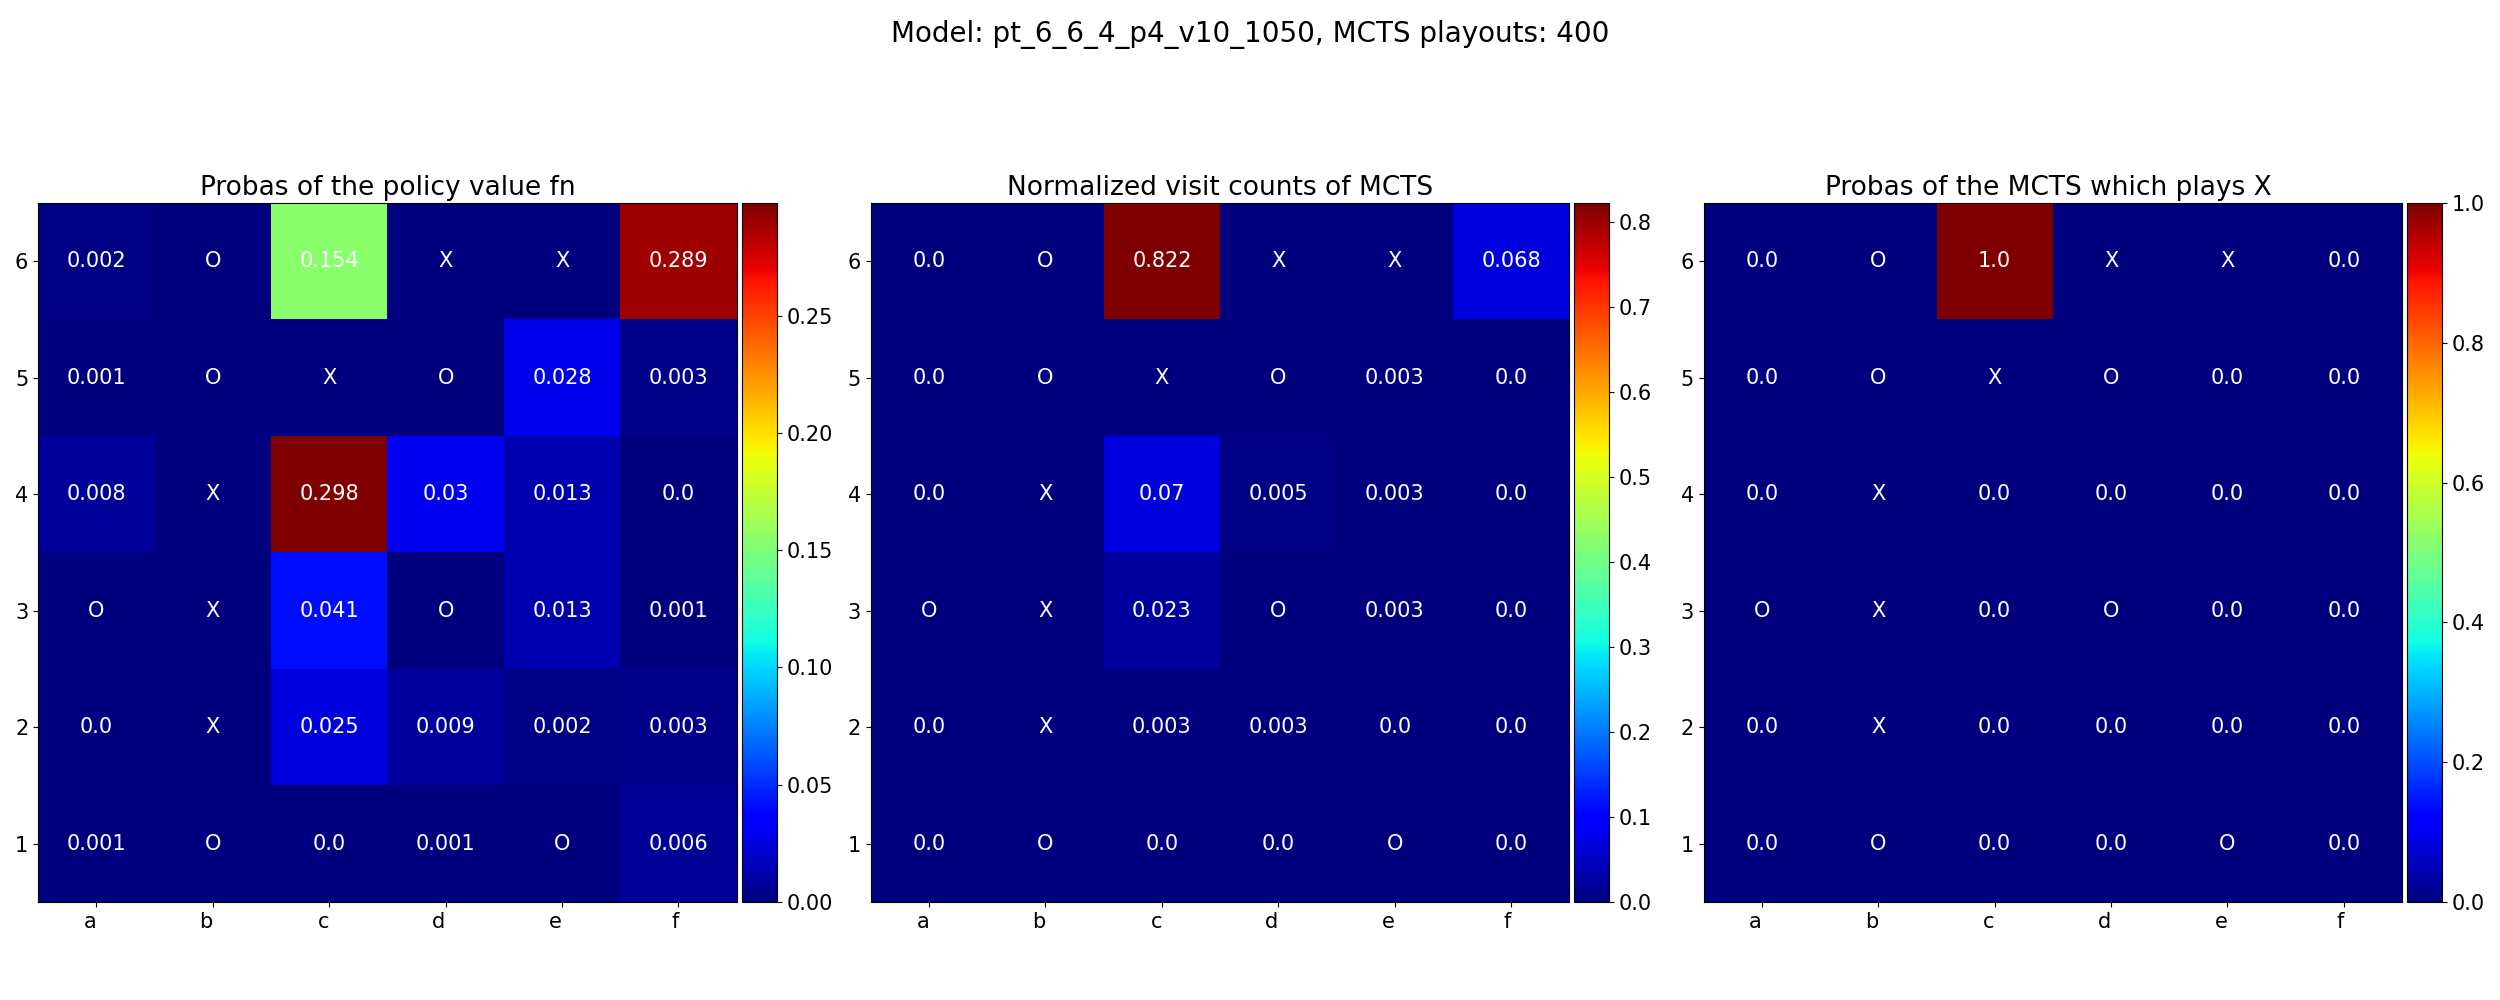 Model: pt_6_6_4_p4_v10_1050, MCTS playouts: 400
Probas of the policy value fn
6 0.002 O 0.154 X X 0.289
5 0.001 O X O 0.028 0.003
4 0.008 X 0.298 0.03 0.013 0.0
3 O X 0.041 O 0.013 0.001
2 0.0 X 0.025 0.009 0.002 0.003
1 0.001 O 0.0 0.001 O 0.006
a b c d e f
0.25
0.20
0.15
0.10
0.05
0.00
Normalized visit counts of MCTS
6 0.0 O 0.822 X X 0.068
5 0.0 O X O 0.003 0.0
4 0.0 X 0.07 0.005 0.003 0.0
3 O X 0.023 O 0.003 0.0
2 0.0 X 0.003 0.003 0.0 0.0
1 0.0 O 0.0 0.0 O 0.0
a b c d e f
0.8
0.7
0.6
0.5
0.4
0.3
0.2
0.1
0.0
Probas of the MCTS which plays X
6 0.0 O 1.0 X X 0.0
5 0.0 O X O 0.0 0.0
4 0.0 X 0.0 0.0 0.0 0.0
3 O X 0.0 O 0.0 0.0
2 0.0 X 0.0 0.0 0.0 0.0
1 0.0 O 0.0 0.0 O 0.0
a b c d e f
1.0
0.8
0.6
0.4
0.2
0.0